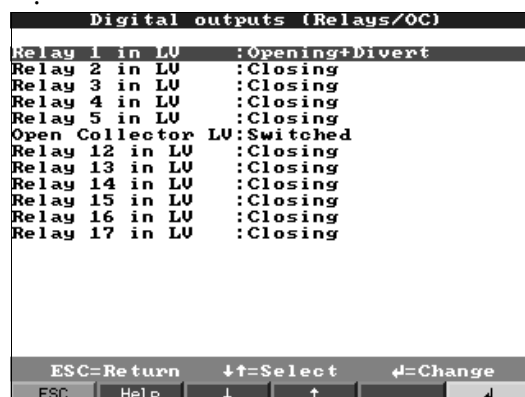 Digital outputs (Relays/OC)
Relay 1 in LV :Opening+Divert
Relay 2 in LV :Closing
Relay 3 in LV :Closing
Relay 4 in LV :Closing
Relay 5 in LV :Closing
Open Collector LV:Switched
Relay 12 in LV :Closing
Relay 13 in LV :Closing
Relay 14 in LV :Closing
Relay 15 in LV :Closing
Relay 16 in LV :Closing
Relay 17 in LV :Closing
ESC=Return ↓↑=Select ↲=Change
ESC Help ↓ ↑ ↲